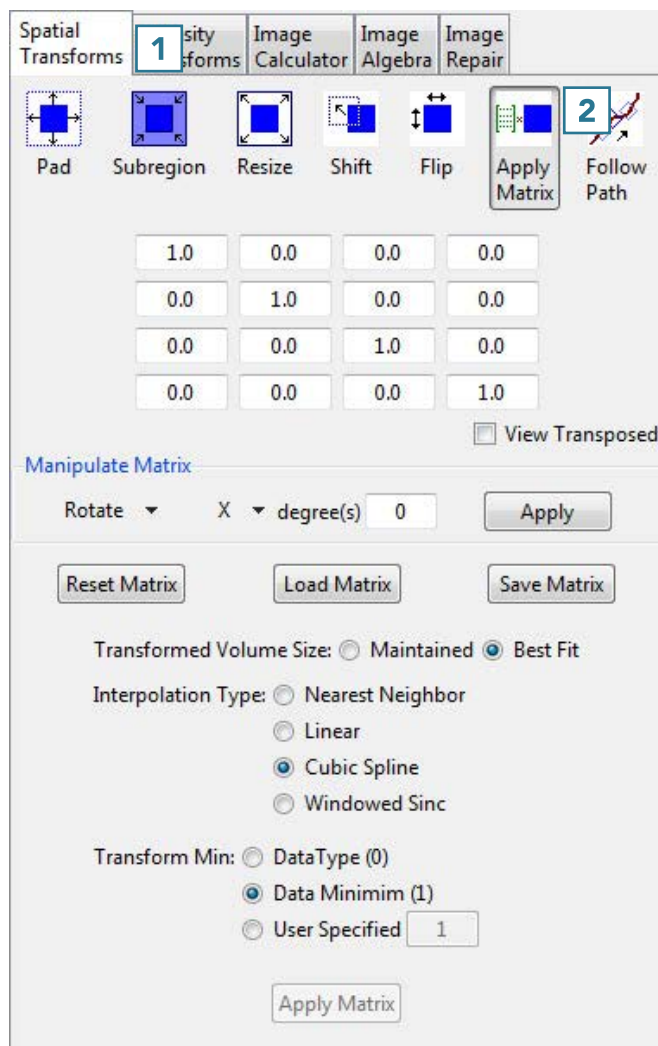 Spatial Transforms
1
sity
sforms
Image Calculator
Image Algebra
Image Repair
2
Pad
Subregion
Resize
Shift
Flip
Apply Matrix
Follow Path
1.0 0.0 0.0 0.0
0.0 1.0 0.0 0.0
0.0 0.0 1.0 0.0
0.0 0.0 0.0 1.0
View Transposed
Manipulate Matrix
Rotate X degree(s) 0 Apply
Reset Matrix Load Matrix Save Matrix
Transformed Volume Size: Maintained Best Fit
Interpolation Type: Nearest Neighbor
Linear
Cubic Spline
Windowed Sinc
Transform Min: DataType (0)
Data Minimim (1)
User Specified 1
Apply Matrix